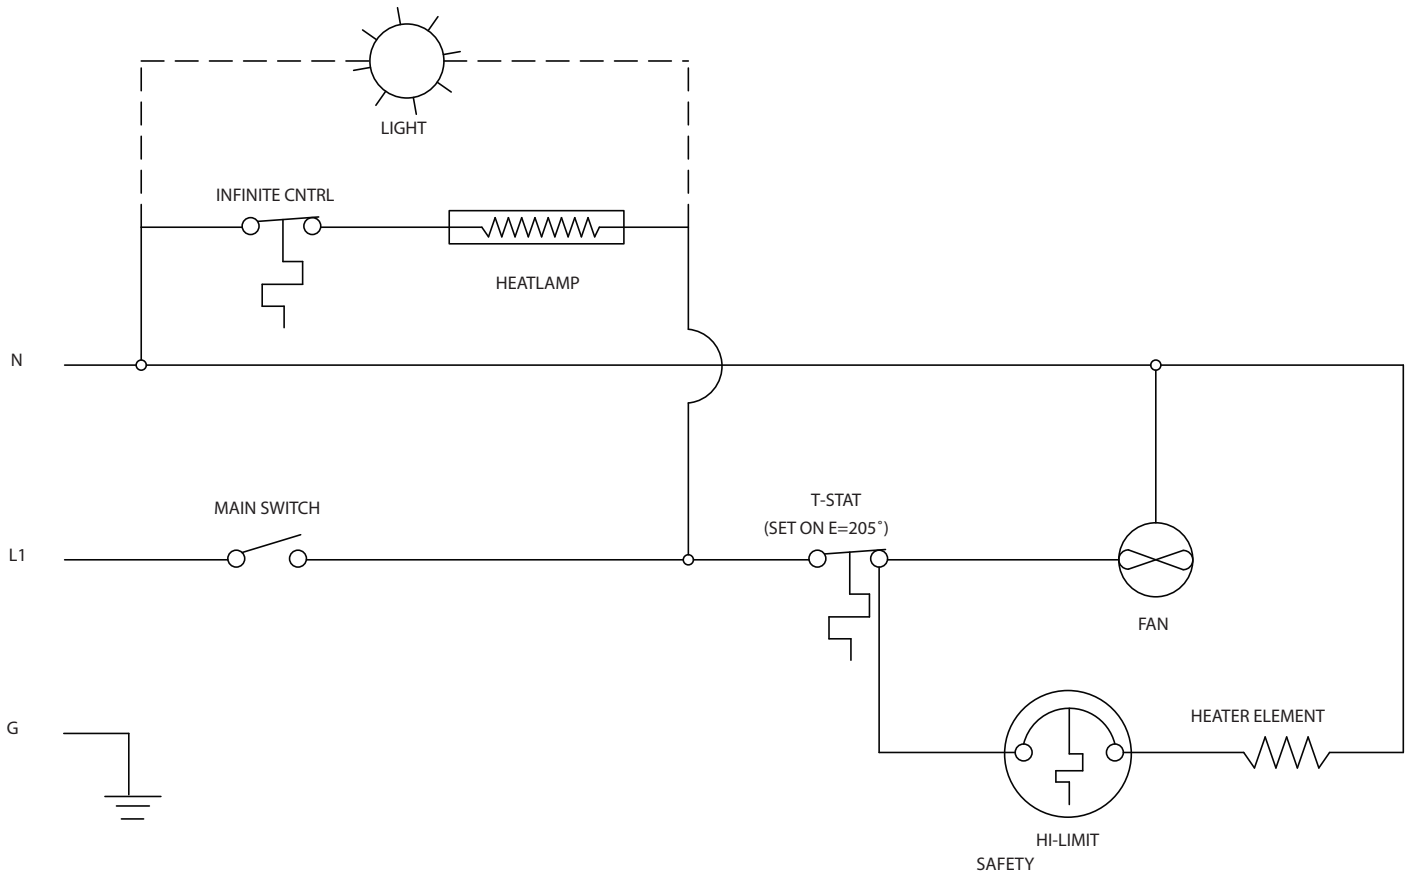 LIGHT
INFINITE CNTRL
HEATLAMP
N
MAIN SWITCH
T-STAT
(SET ON E=205˚)
L1
FAN
G
HEATER ELEMENT
HI-LIMIT
SAFETY